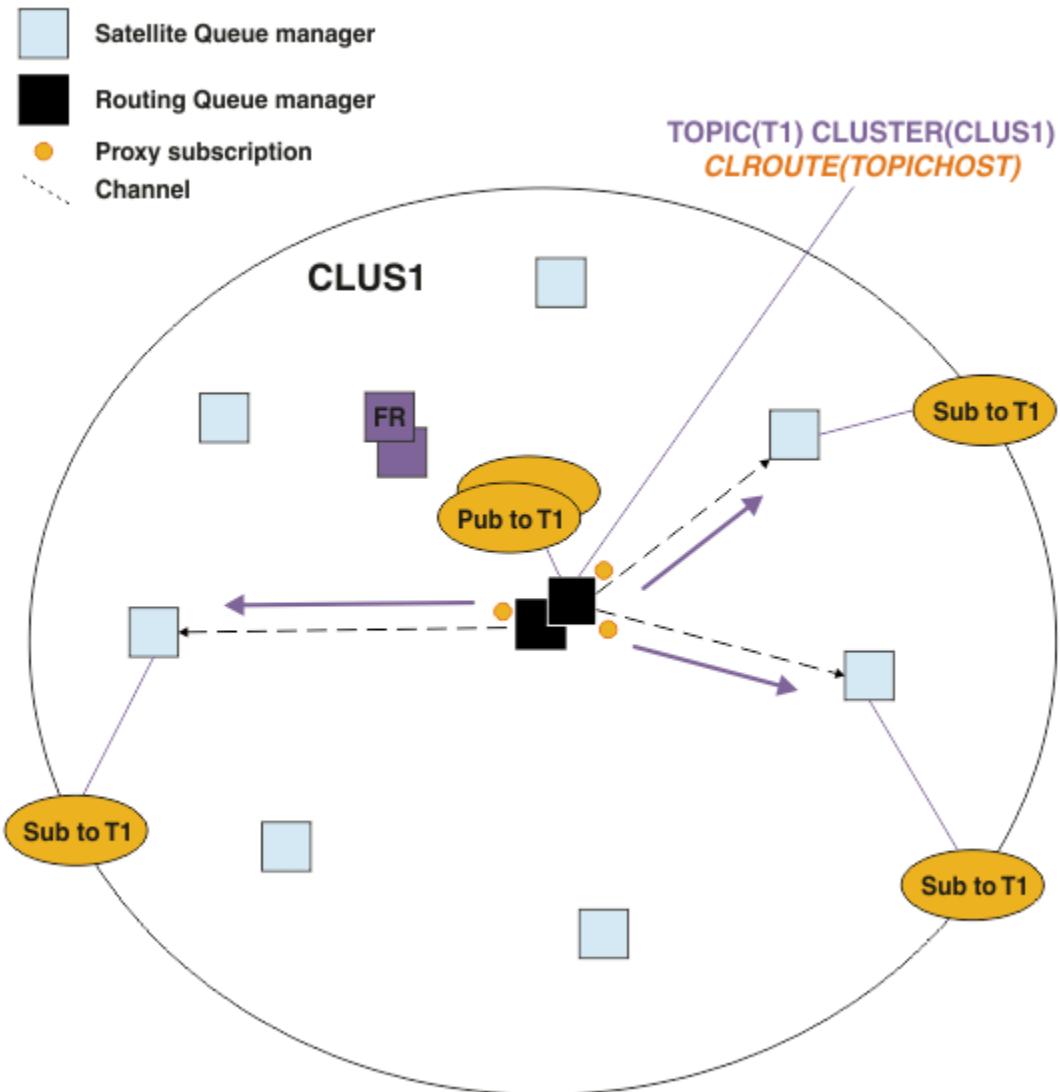 Satellite Queue manager
Routing Queue manager
Proxy subscription
Channel
TOPIC(T1) CLUSTER(CLUS1)
CLROUTE(TOPICHOST)
CLUS1
FR
Sub to T1
Pub to T1
Sub to T1
Sub to T1